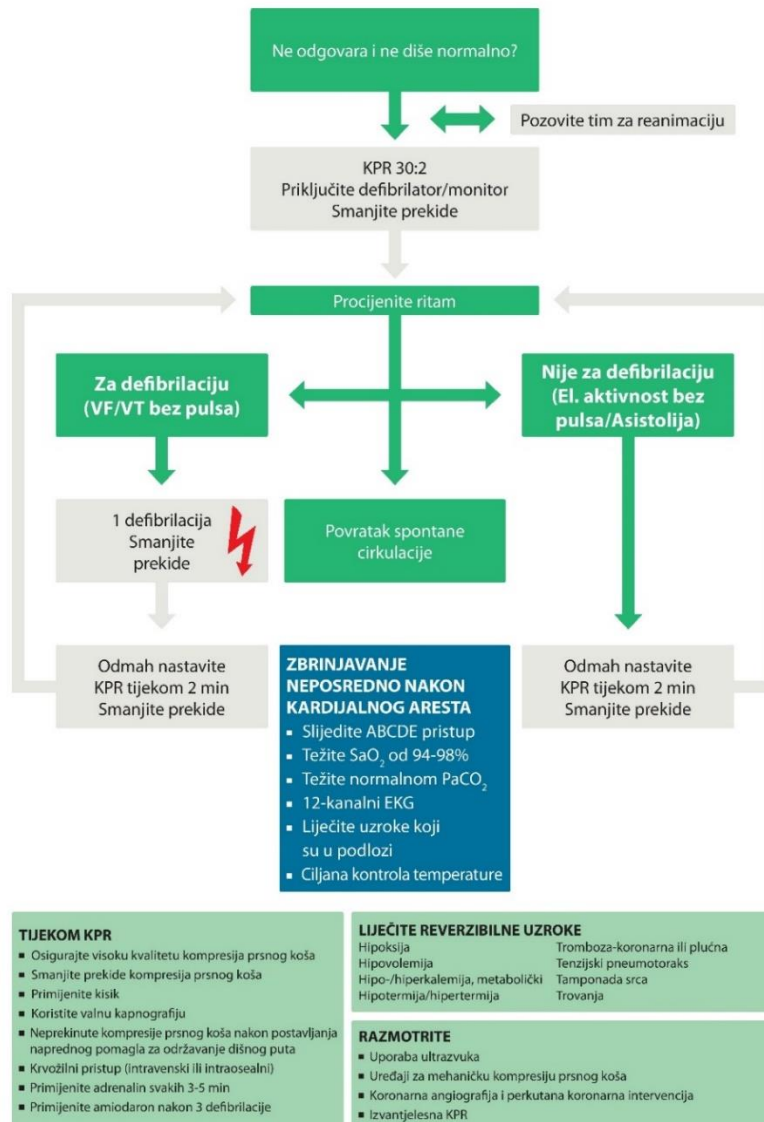 Ne odgovara i ne diše normalno?
Pozovite tim za reanimaciju
KPR 30:2
Priključite defibrilator/monitor
Smanjite prekide
Procijenite ritam
Za defibrilaciju
(VF/VT bez pulsa)
Nije za defibrilaciju
(El. aktivnost bez
pulsa/Asistolija)
1 defibrilacija
Smanjite
prekide
Povratak spontane
cirkulacije
Odmah nastavite
KPR tijekom 2 min
Smanjite prekide
ZBRINJAVANJE
NEPOSREDNO NAKON
KARDIJALNOG ARESTA
▪ Slijedite ABCDE pristup
▪ Težite SaO₂ od 94-98%
▪ Težite normalnom PaCO₂
▪ 12-kanalni EKG
▪ Liječite uzroke koji
su u podlozi
▪ Ciljana kontrola temperature
Odmah nastavite
KPR tijekom 2 min
Smanjite prekide
TIJEKOM KPR
▪ Osigurajte visoku kvalitetu kompresija prsnog koša
▪ Smanjite prekide kompresija prsnog koša
▪ Primijenite kisik
▪ Koristite valnu kapnografiju
▪ Neprekinute kompresije prsnog koša nakon postavljanja
naprednog pomagla za održavanje dišnog puta
▪ Krvožilni pristup (intravenski ili intraosealni)
▪ Primijenite adrenalin svakih 3-5 min
▪ Primijenite amiodaron nakon 3 defibrilacije
LIJEČITE REVERZIBILNE UZROKE
Hipoksija
Hipovolemija
Hipo-/hiperkalemija, metabolički
Hipotermija/hipertermija
Tromboza-koronarna ili plućna
Tenzijski pneumotoraks
Tamponada srca
Trovanja
RAZMOTRITE
▪ Uporaba ultrazvuka
▪ Uređaji za mehaničku kompresiju prsnog koša
▪ Koronarna angiografija i perkutana koronarna intervencija
▪ Izvantjelesna KPR